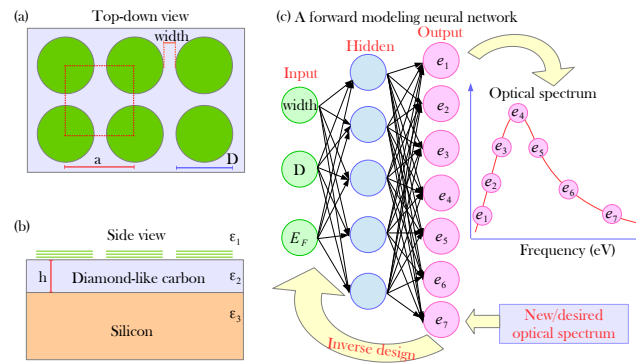 (a)
Top-down view
width
a
D
(b)
Side view
ε1
h
Diamond-like carbon
ε2
Silicon
ε3
(c) A forward modeling neural network
Input
Hidden
Output
width
D
E_F
e1
e2
e3
e4
e5
e6
e7
Optical spectrum
e1
e2
e3
e4
e5
e6
e7
Frequency (eV)
Inverse design
New/desired
optical spectrum